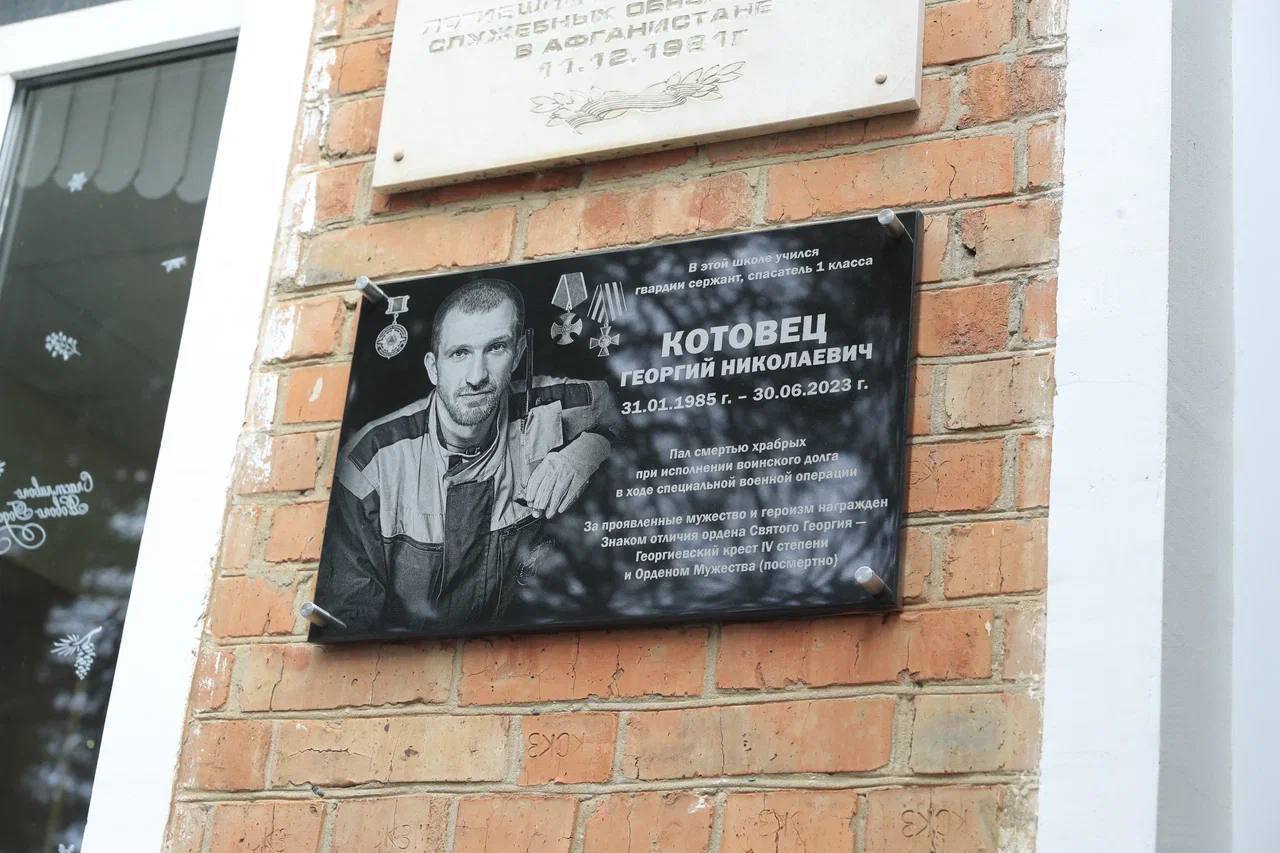 СЛУЖЕБНЫХ
В АФГАНИСТАНЕ
11.12.1981г
В этой школе учился
гвардии сержант, спасатель 1 класса
КОТОВЕЦ
ГЕОРГИЙ НИКОЛАЕВИЧ
31.01.1985 г. – 30.06.2023 г.
Пал смертью храбрых
при исполнении воинского долга
в ходе специальной военной операции
За проявленные мужество и героизм награжден
Знаком отличия ордена Святого Георгия —
Георгиевский крест IV степени
и Орденом Мужества (посмертно)
КСКЗ
КСКЗ